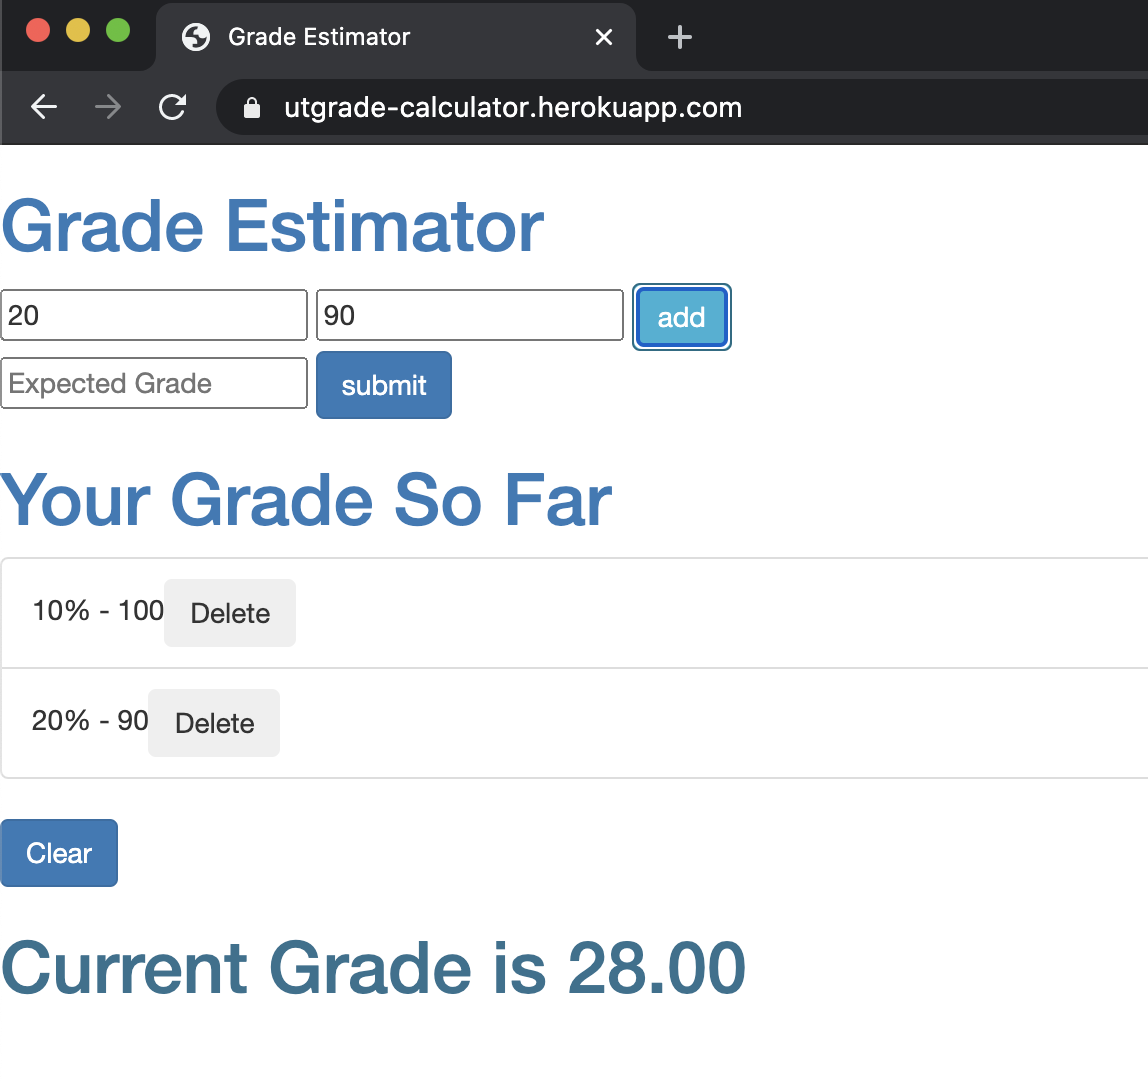 Grade Estimator
utgrade-calculator.herokuapp.com
Grade Estimator
20 90 add
Expected Grade submit
Your Grade So Far
10% - 100 Delete
20% - 90 Delete
Clear
Current Grade is 28.00